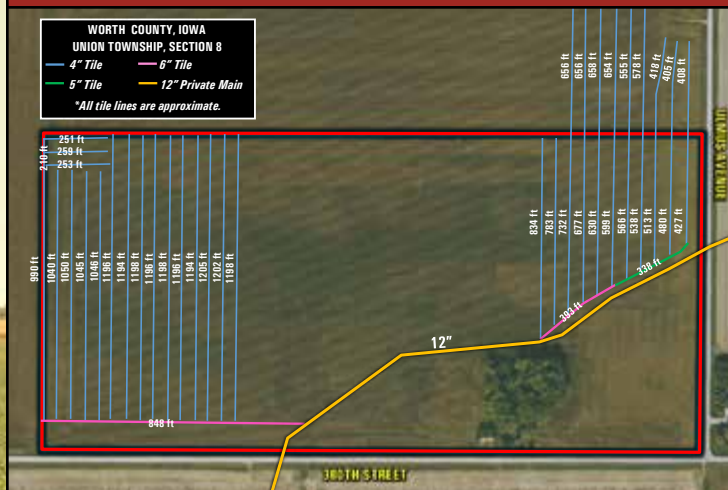 WORTH COUNTY, IOWA
UNION TOWNSHIP, SECTION 8
4" Tile
6" Tile
5" Tile
12" Private Main
*All tile lines are approximate.
656 ft
656 ft
658 ft
654 ft
555 ft
578 ft
418 ft
405 ft
408 ft
251 ft
259 ft
253 ft
210 ft
990 ft
1040 ft
1050 ft
1045 ft
1046 ft
1196 ft
1194 ft
1198 ft
1196 ft
1198 ft
1196 ft
1194 ft
1205 ft
1202 ft
1198 ft
834 ft
783 ft
732 ft
677 ft
630 ft
599 ft
566 ft
538 ft
513 ft
480 ft
427 ft
338 ft
393 ft
12"
848 ft
380TH STREET